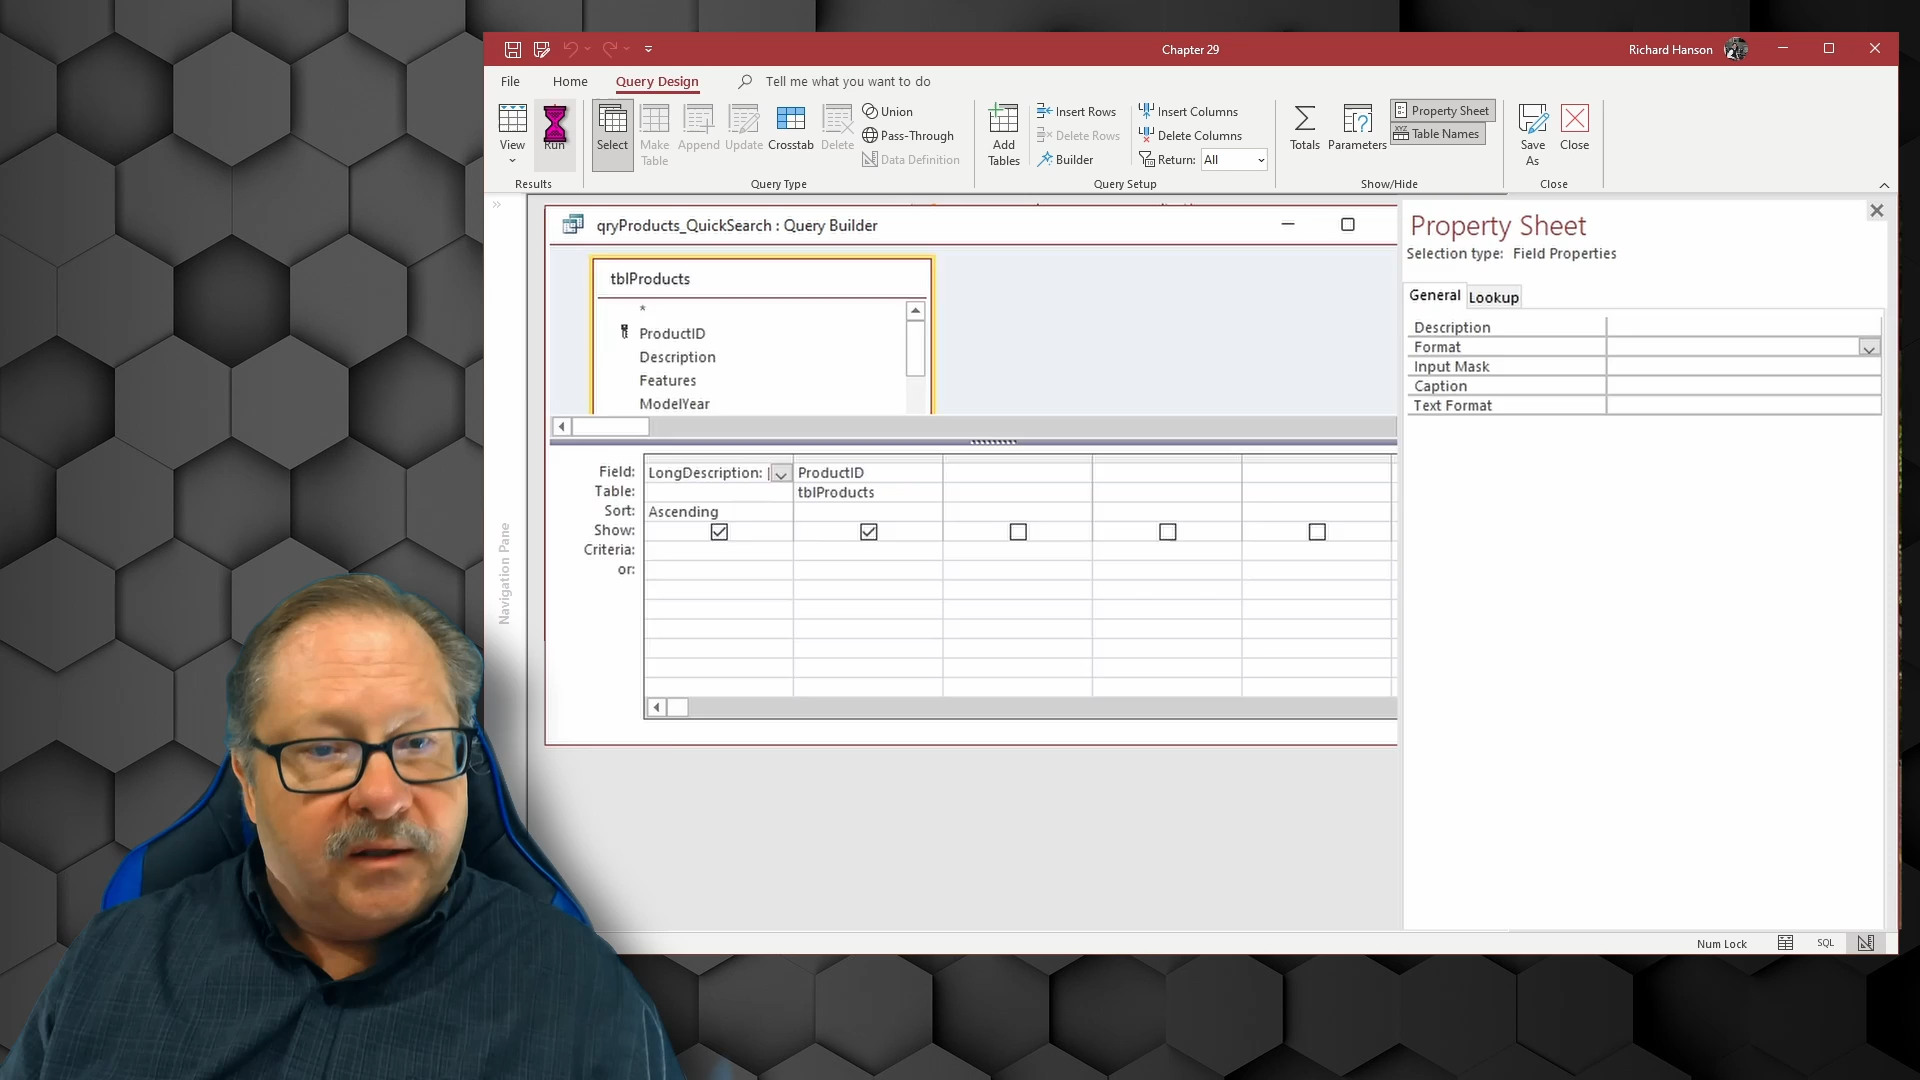 Chapter 29
Richard Hanson
File
Home
Query Design
Tell me what you want to do
View
Run
Results
Select
Make Table
Append
Update
Crosstab
Delete
Union
Pass-Through
Data Definition
Query Type
Add Tables
Insert Rows
Delete Rows
Builder
Insert Columns
Delete Columns
Return: All
Query Setup
Totals
Parameters
Property Sheet
XYZ Table Names
Show/Hide
Save As
Close
Close
Navigation Pane
qryProducts_QuickSearch : Query Builder
tblProducts
*
ProductID
Description
Features
ModelYear
Field: LongDescription: ProductID
Table: tblProducts
Sort: Ascending
Show:
Criteria:
or:
Property Sheet
Selection type: Field Properties
General Lookup
Description
Format
Input Mask
Caption
Text Format
Num Lock
SQL